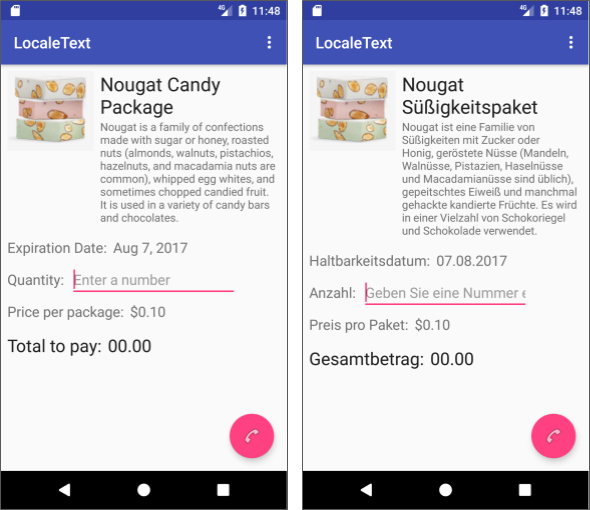 4G 11:48
LocaleText
Nougat Candy
Package
Nougat is a family of confections
made with sugar or honey, roasted
nuts (almonds, walnuts, pistachios,
hazelnuts, and macadamia nuts are
common), whipped egg whites, and
sometimes chopped candied fruit.
It is used in a variety of candy bars
and chocolates.
Expiration Date: Aug 7, 2017
Quantity: Enter a number
Price per package: $0.10
Total to pay: 00.00
4G 11:48
LocaleText
Nougat
Süßigkeitspaket
Nougat ist eine Familie von
Süßigkeiten mit Zucker oder
Honig, geröstete Nüsse (Mandeln,
Walnüsse, Pistazien, Haselnüsse
und Macadamianüsse sind üblich),
gepeitschtes Eiweiß und manchmal
gehackte kandierte Früchte. Es wird
in einer Vielzahl von Schokoriegel
und Schokolade verwendet.
Haltbarkeitsdatum: 07.08.2017
Anzahl: Geben Sie eine Nummer e
Preis pro Paket: $0.10
Gesamtbetrag: 00.00